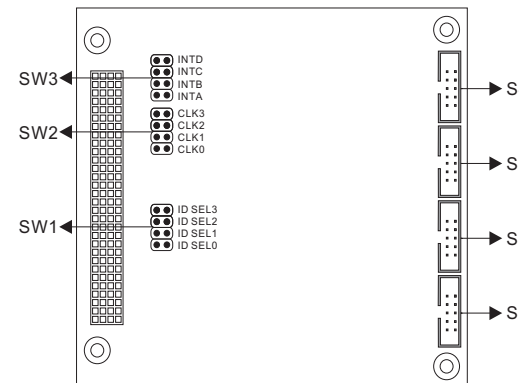 INTD
INTC
SW3
INTB
INTA
CLK3
CLK2
SW2
CLK1
CLK0
ID SEL3
ID SEL2
SW1
ID SEL1
ID SEL0
S
S
S
S